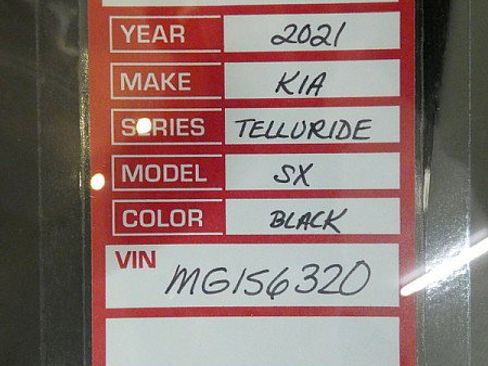 YEAR 2021
MAKE KIA
SERIES TELLURIDE
MODEL SX
COLOR BLACK
VIN
MG156320